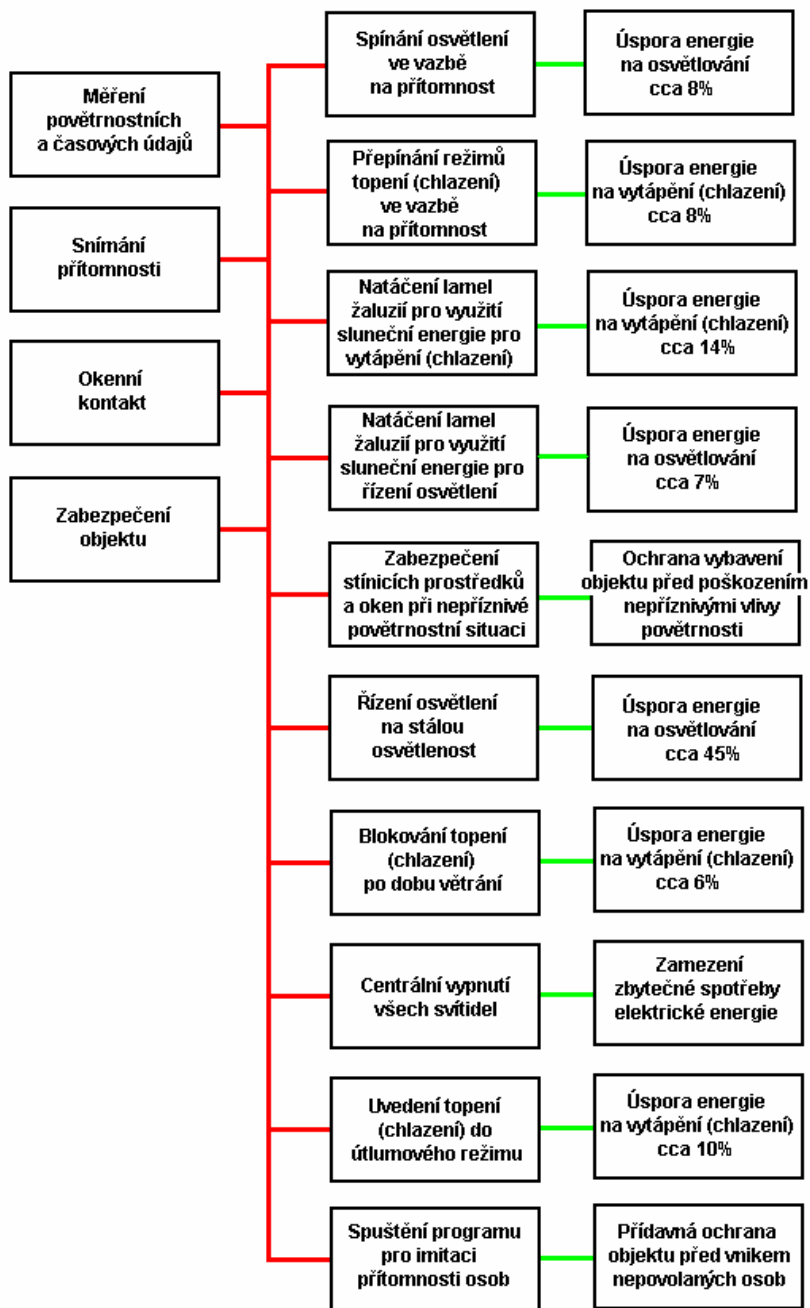 Měření
povětrnostních
a časových údajů
Snímání
přítomnosti
Okenní
kontakt
Zabezpečení
objektu
Spínání osvětlení
ve vazbě
na přítomnost
Úspora energie
na osvětlování
cca 8%
Přepínání režimů
topení (chlazení)
ve vazbě
na přítomnost
Úspora energie
na vytápění (chlazení)
cca 8%
Natáčení lamel
žaluzií pro využití
sluneční energie pro
vytápění (chlazení)
Úspora energie
na vytápění (chlazení)
cca 14%
Natáčení lamel
žaluzií pro využití
sluneční energie pro
řízení osvětlení
Úspora energie
na osvětlování
cca 7%
Zabezpečení
stínicích prostředků
a oken při nepříznivé
povětrnostní situaci
Ochrana vybavení
objektu před poškozením
nepříznivými vlivy
povětrnosti
Řízení osvětlení
na stálou
osvětlenost
Úspora energie
na osvětlování
cca 45%
Blokování topení
(chlazení)
po dobu větrání
Úspora energie
na vytápění (chlazení)
cca 6%
Centrální vypnutí
všech svítidel
Zamezení
zbytečné spotřeby
elektrické energie
Uvedení topení
(chlazení) do
útlumového režimu
Úspora energie
na vytápění (chlazení)
cca 10%
Spuštění programu
pro imitaci
přítomnosti osob
Přídavná ochrana
objektu před vnikem
nepovolaných osob